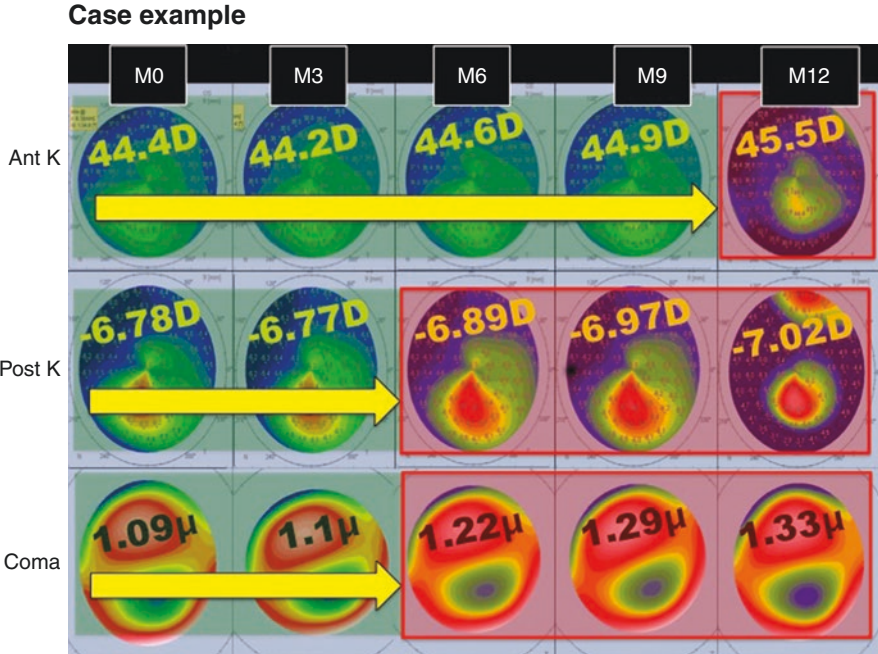 Case example
M0 M3 M6 M9 M12
Ant K 44.4D 44.2D 44.6D 44.9D 45.5D
Post K -6.78D -6.77D -6.89D -6.97D -7.02D
Coma 1.09μ 1.1μ 1.22μ 1.29μ 1.33μ